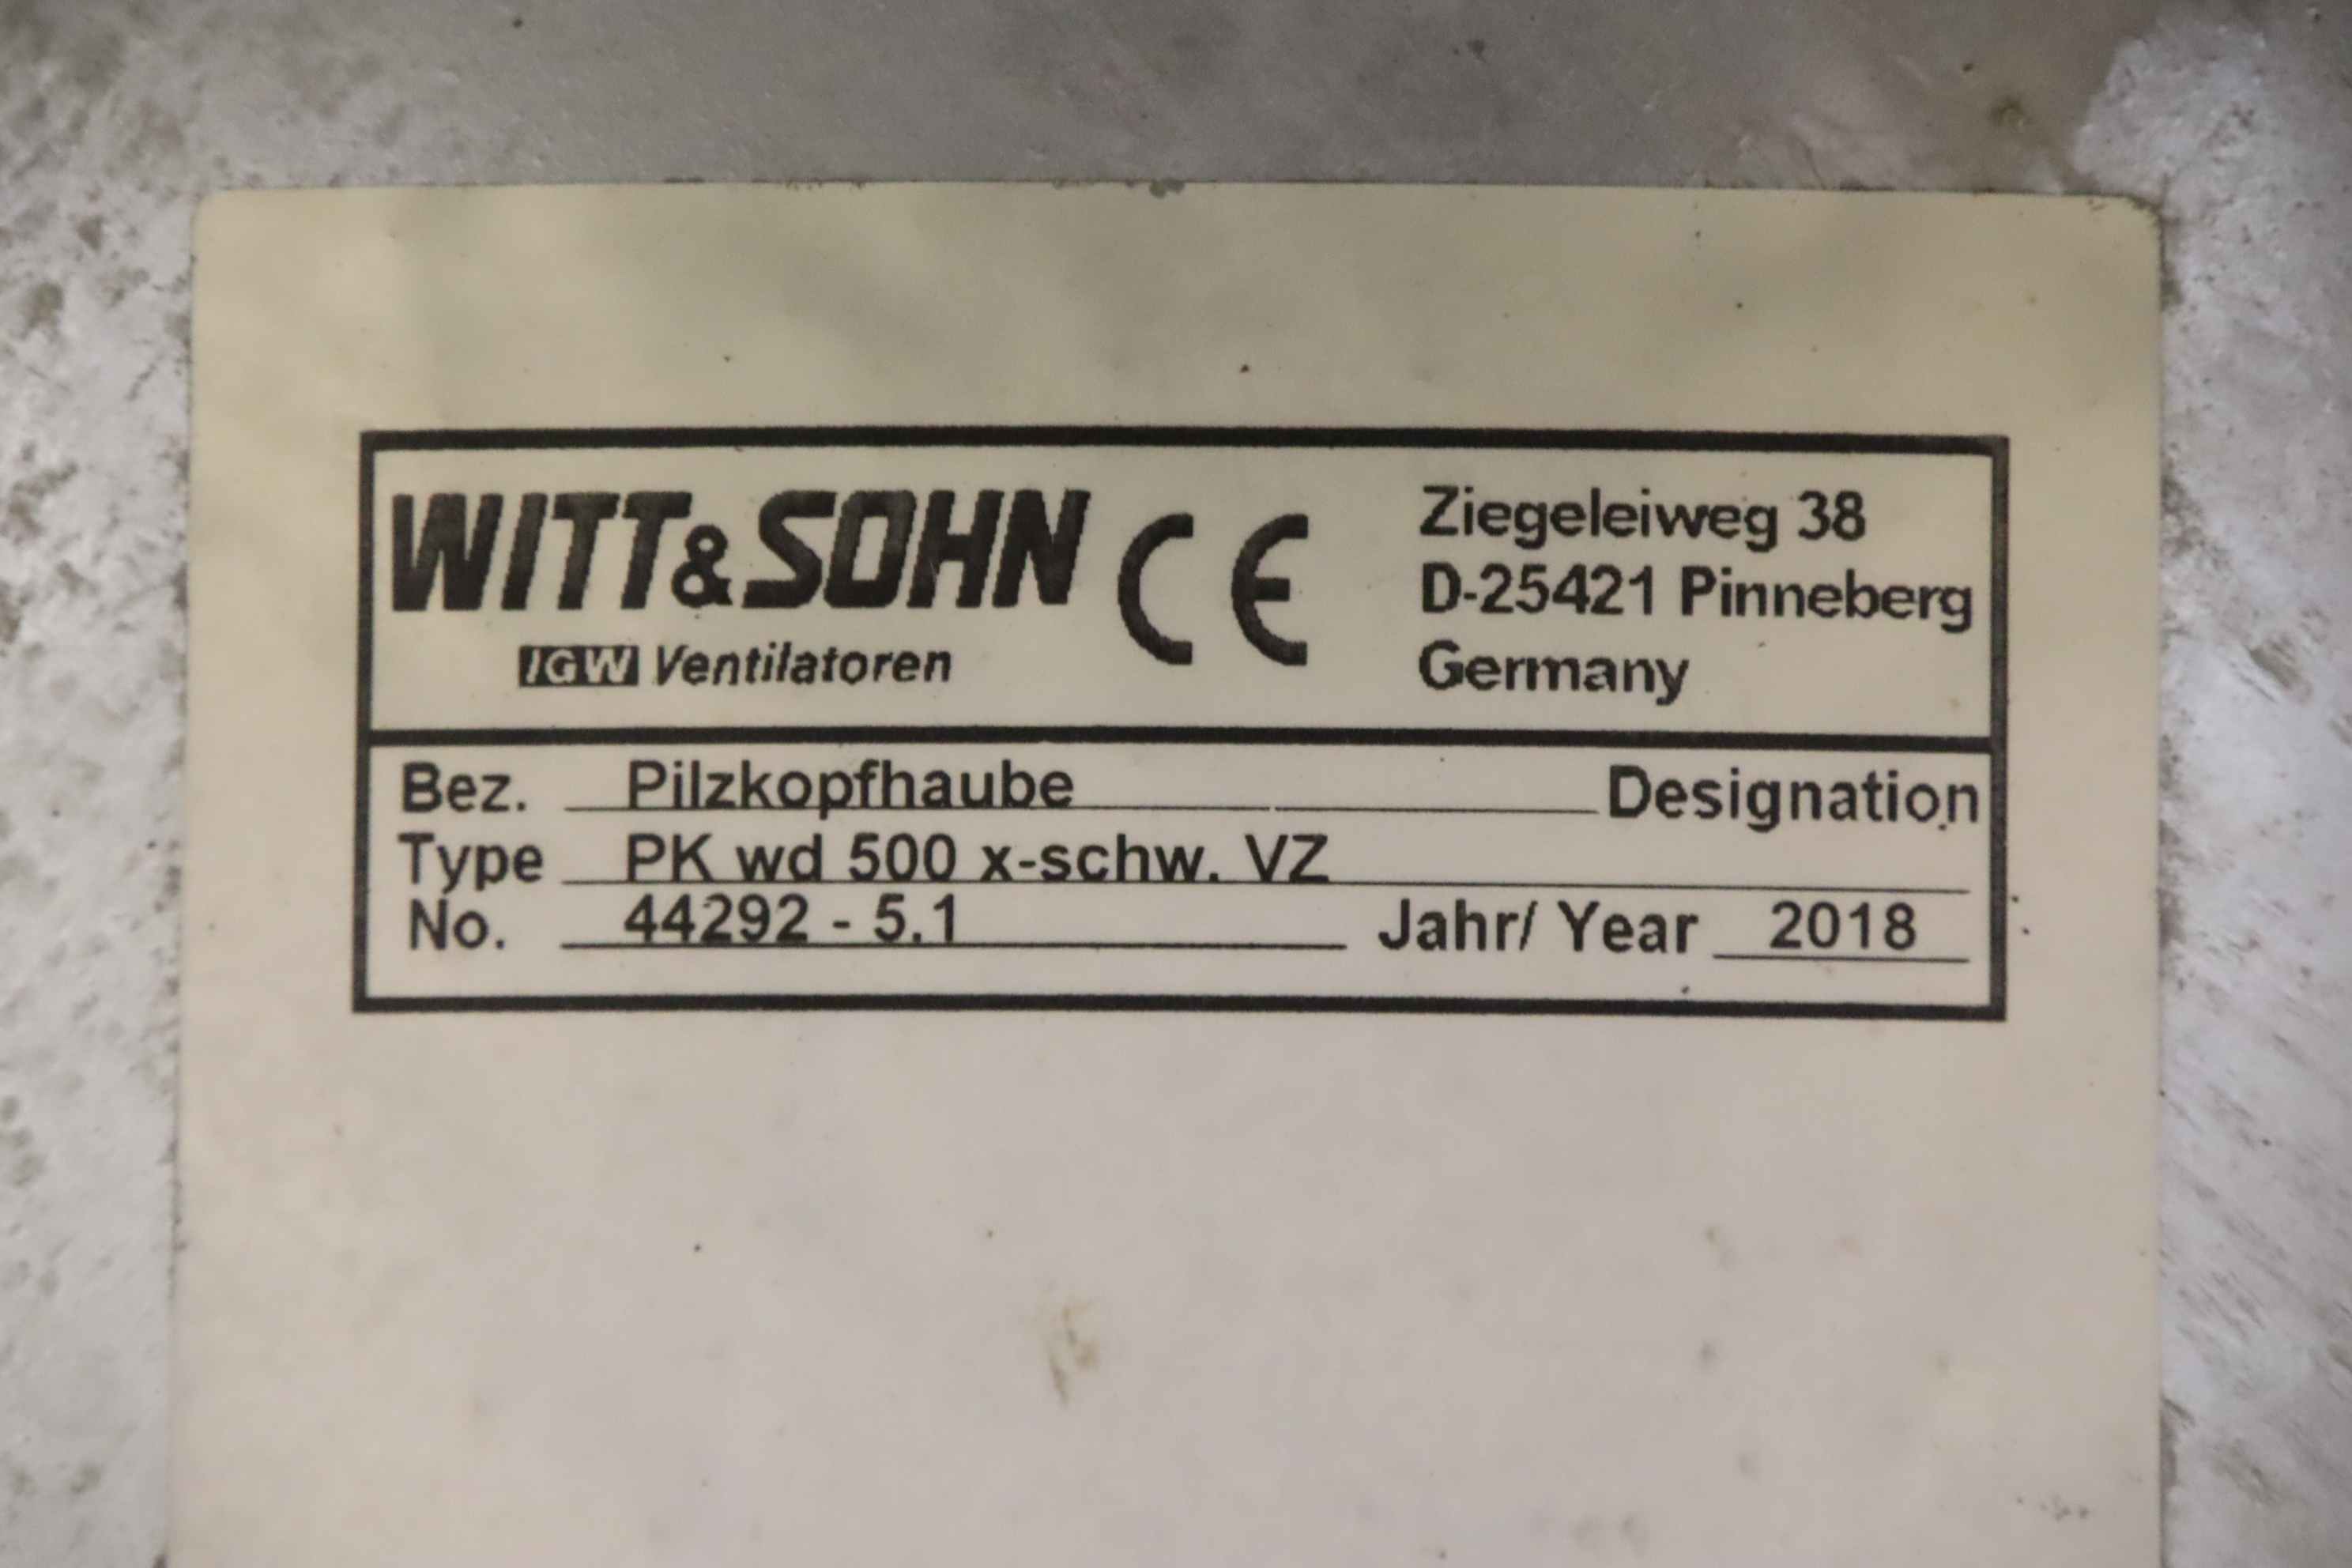 WITT&SOHN CE
IGW Ventilatoren
Ziegeleiweg 38
D-25421 Pinneberg
Germany
Bez. Pilzkopfhaube Designation
Type PK wd 500 x-schw. VZ
No. 44292 - 5.1 Jahr/ Year 2018